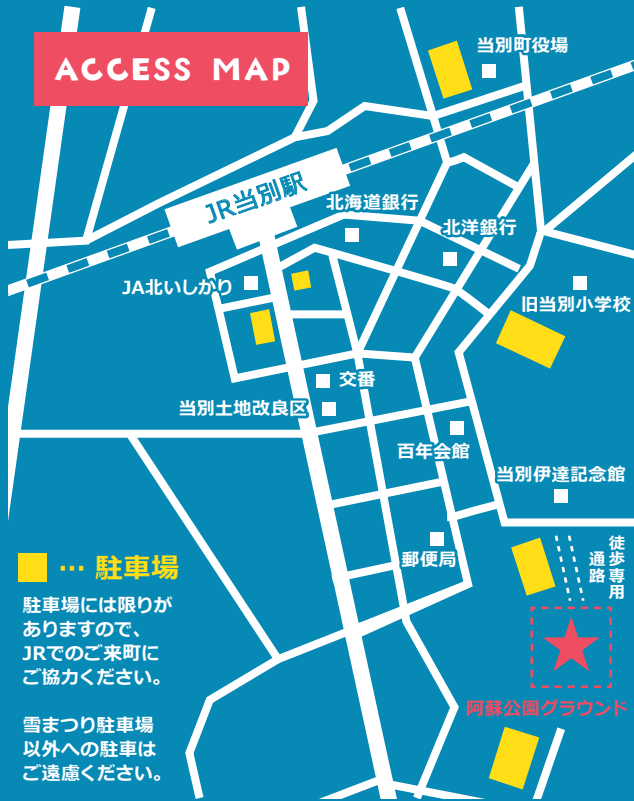 ACCESS MAP
当別町役場
JR当別駅
北海道銀行
北洋銀行
JA北いしかり
旧当別小学校
交番
当別土地改良区
百年会館
当別伊達記念館
郵便局
徒歩専用
通路
… 駐車場
駐車場には限りが
ありますので、
JRでのご来町に
ご協力ください。
阿蘇公園グラウンド
雪まつり駐車場
以外への駐車は
ご遠慮ください。